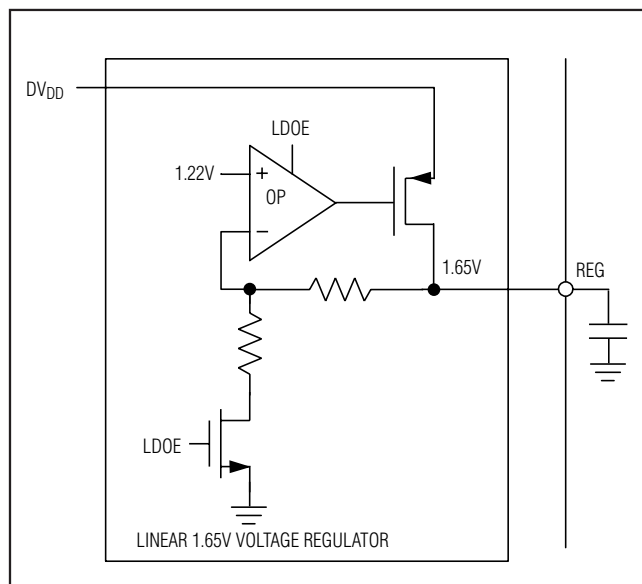 DVDD
LDOE
1.22V
+
OP
−
1.65V
REG
LDOE
LINEAR 1.65V VOLTAGE REGULATOR